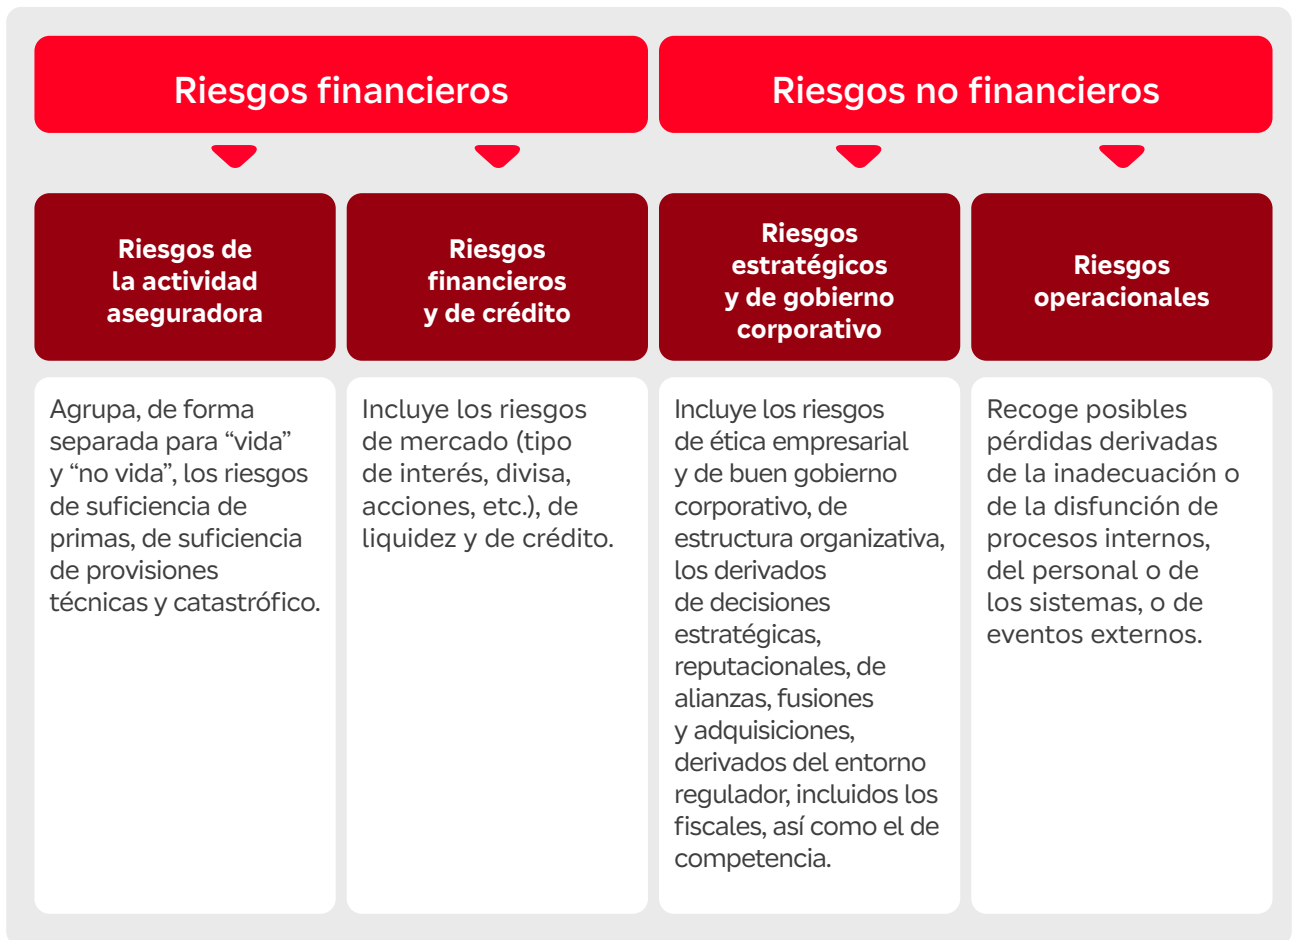 Riesgos financieros
Riesgos no financieros
Riesgos de
la actividad
aseguradora
Riesgos
financieros
y de crédito
Riesgos
estratégicos
y de gobierno
corporativo
Riesgos
operacionales
Agrupa, de forma
separada para “vida”
y “no vida”, los riesgos
de suficiencia de
primas, de suficiencia
de provisiones
técnicas y catastrófico.
Incluye los riesgos
de mercado (tipo
de interés, divisa,
acciones, etc.), de
liquidez y de crédito.
Incluye los riesgos
de ética empresarial
y de buen gobierno
corporativo, de
estructura organizativa,
los derivados
de decisiones
estratégicas,
reputacionales, de
alianzas, fusiones
y adquisiciones,
derivados del entorno
regulador, incluidos los
fiscales, así como el de
competencia.
Recoge posibles
pérdidas derivadas
de la inadecuación o
de la disfunción de
procesos internos,
del personal o de
los sistemas, o de
eventos externos.